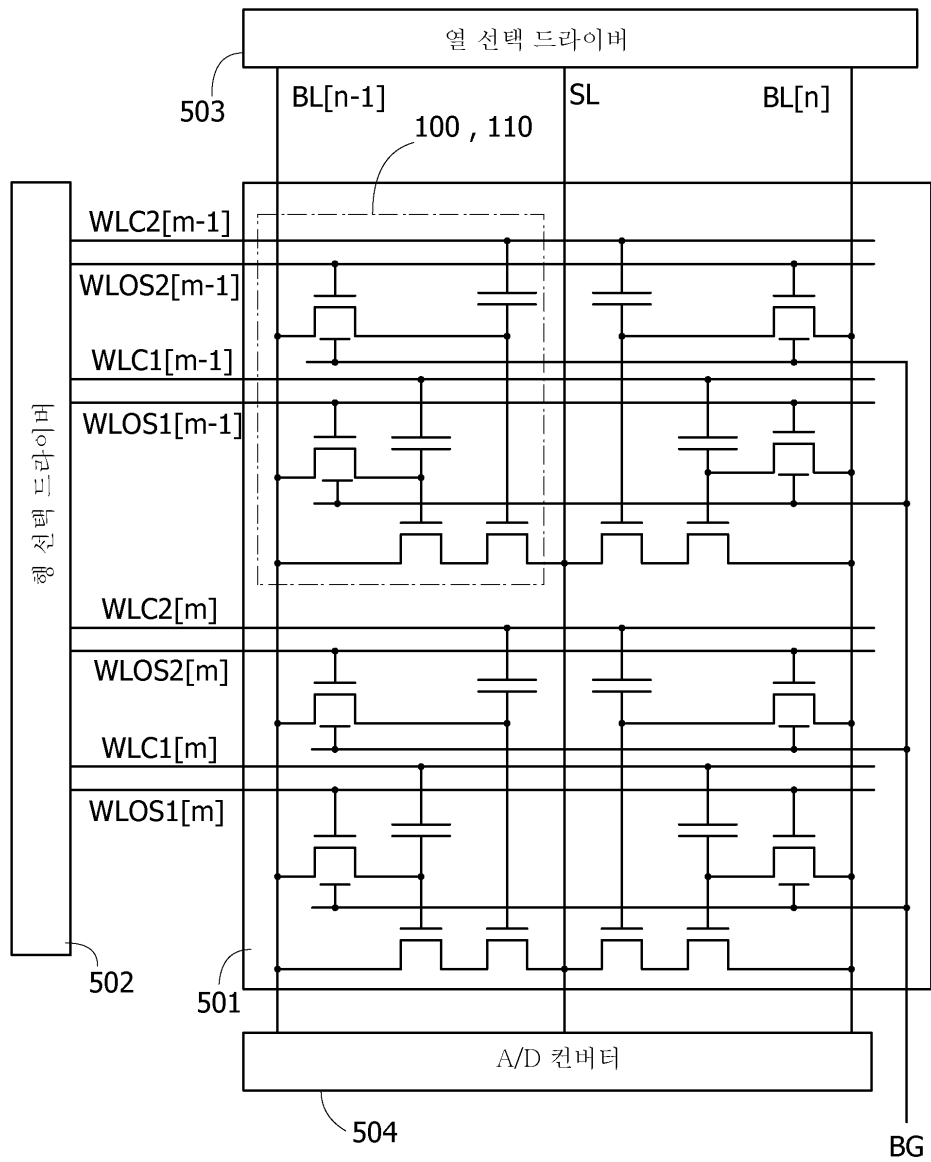 열 선택 드라이버
503
BL[n-1]
SL
BL[n]
100 , 110
WLC2[m-1]
WLOS2[m-1]
WLC1[m-1]
WLOS1[m-1]
행 선택 드라이버
WLC2[m]
WLOS2[m]
WLC1[m]
WLOS1[m]
502
501
A/D 컨버터
504
BG